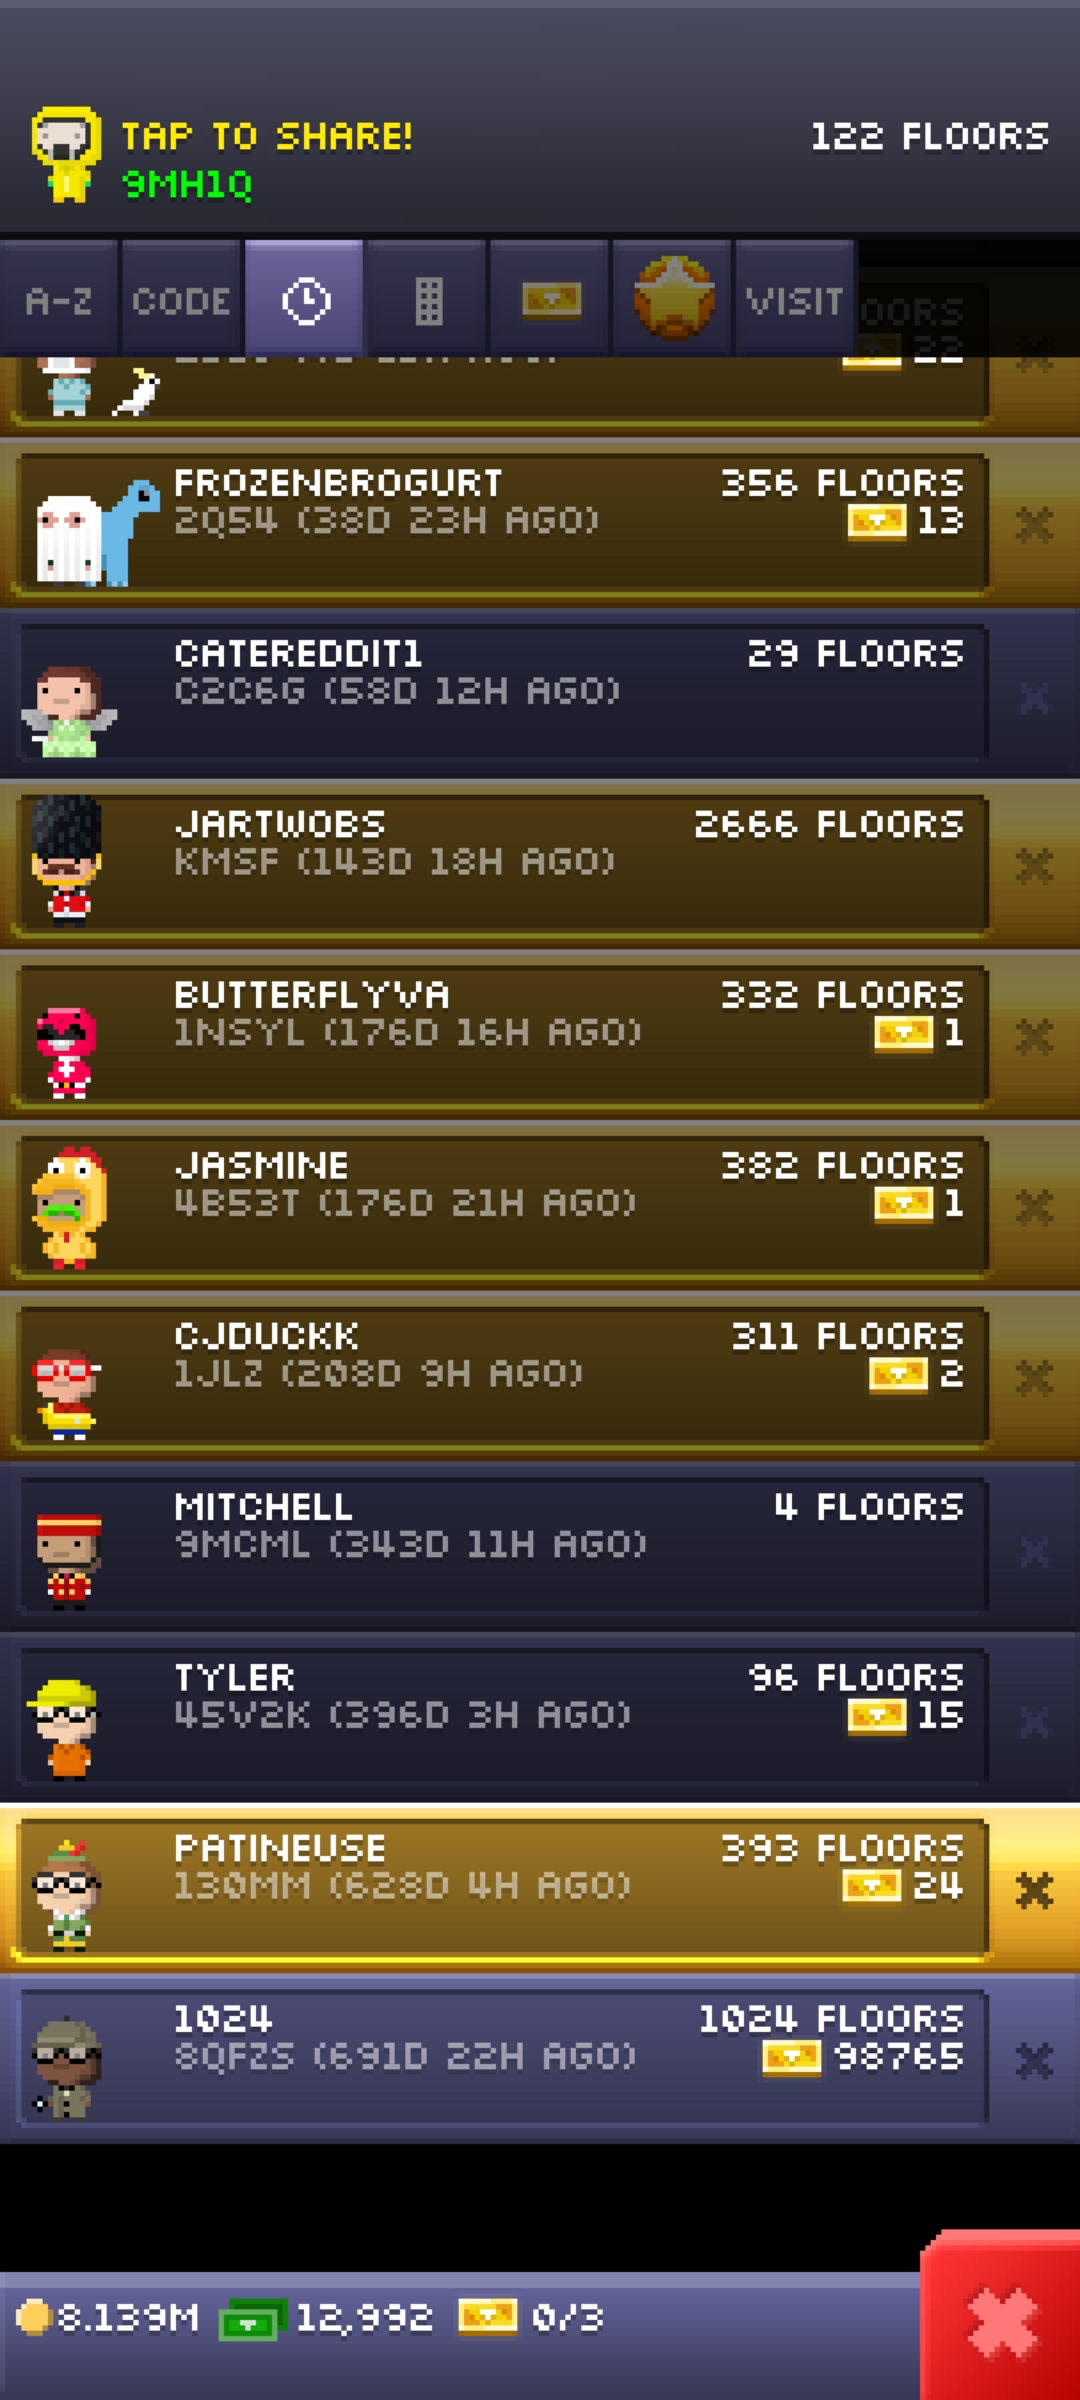 TAP TO SHARE!
122 FLOORS
9MH1Q
A-Z CODE VISIT
22
FROZENBROGURT 356 FLOORS
2Q54 (38D 23H AGO) 13
CATEREDDIT1 29 FLOORS
C2C6G (58D 12H AGO)
JARTWOBS 2666 FLOORS
KMSF (143D 18H AGO)
BUTTERFLYVA 332 FLOORS
1NSYL (176D 16H AGO) 1
JASMINE 382 FLOORS
4B53T (176D 21H AGO) 1
CJDUCKK 311 FLOORS
1JLZ (208D 9H AGO) 2
MITCHELL 4 FLOORS
9MCML (343D 11H AGO)
TYLER 96 FLOORS
45V2K (396D 3H AGO) 15
PATINEUSE 393 FLOORS
130MM (628D 4H AGO) 24
1024 1024 FLOORS
8QFZS (691D 22H AGO) 98765
8.139M 12,992 0/3